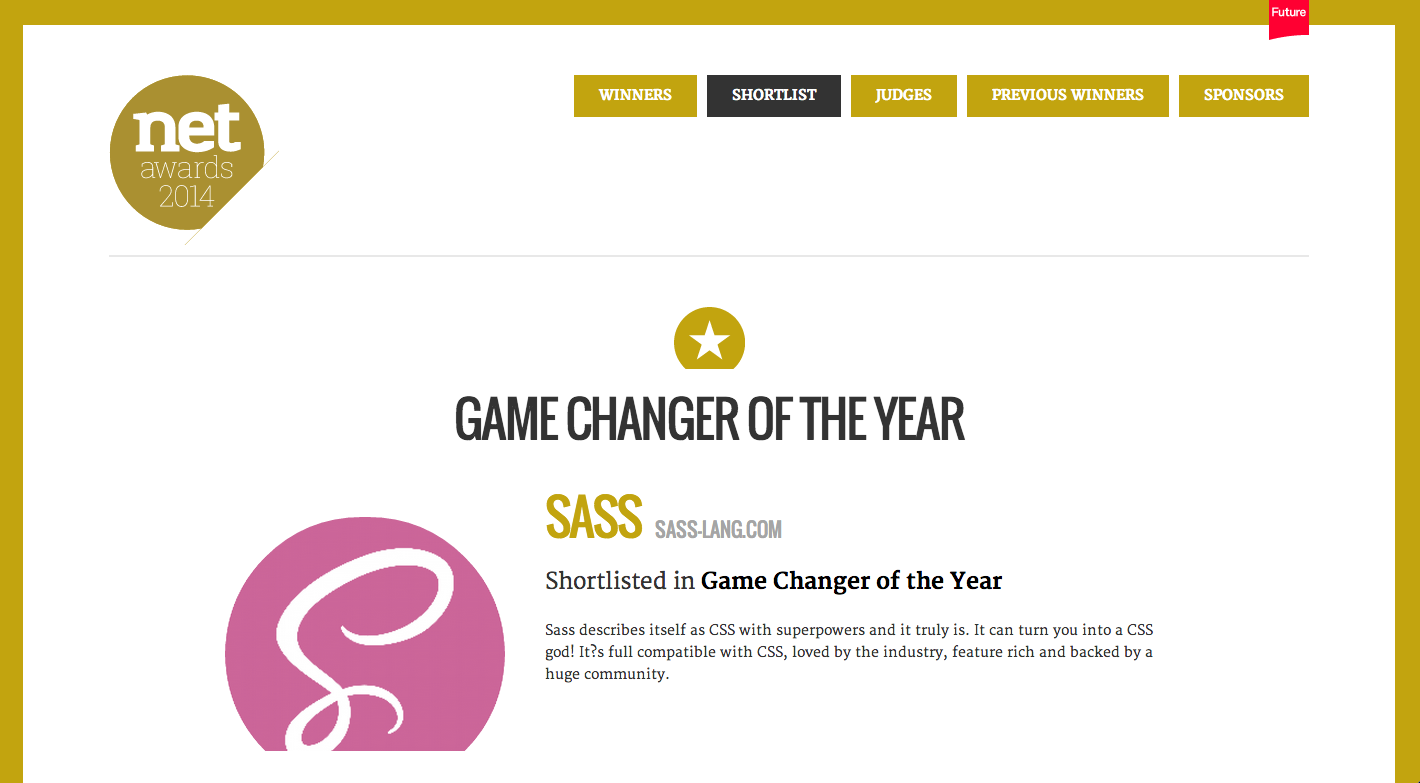 Future
net
awards
2014
WINNERS
SHORTLIST
JUDGES
PREVIOUS WINNERS
SPONSORS
GAME CHANGER OF THE YEAR
SASS SASS-LANG.COM
Shortlisted in Game Changer of the Year
Sass describes itself as CSS with superpowers and it truly is. It can turn you into a CSS
god! It?s full compatible with CSS, loved by the industry, feature rich and backed by a
huge community.